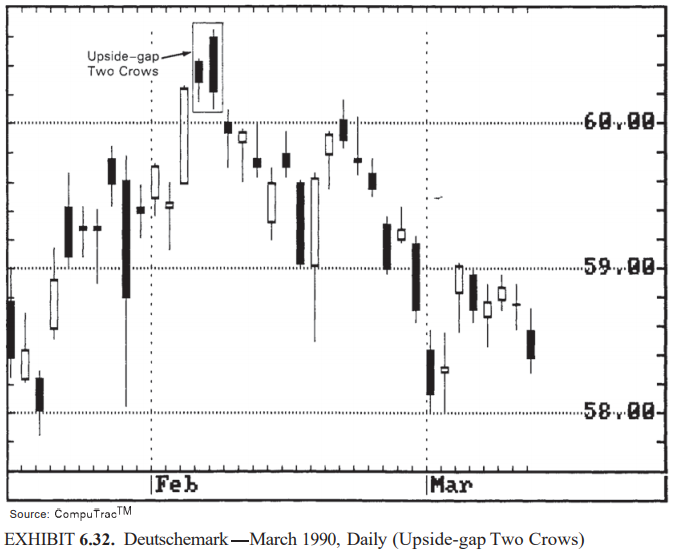 Upside-gap
Two Crows
60.00
59.00
58.00
Feb
Mar
Source: CompuTrac™
EXHIBIT 6.32. Deutschemark—March 1990, Daily (Upside-gap Two Crows)